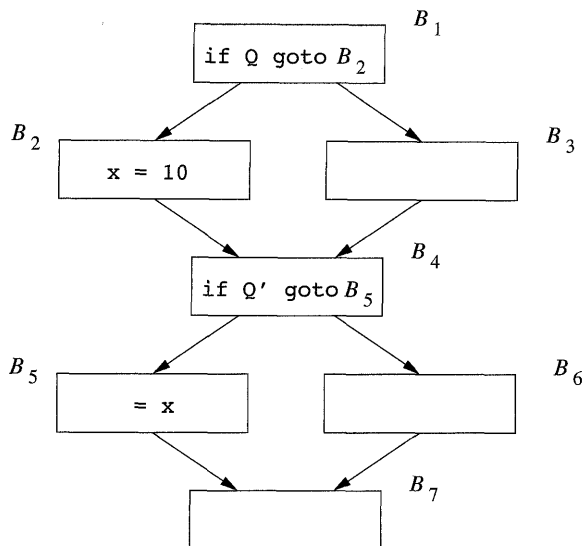 B1
if Q goto B2
B2
B3
x = 10
B4
if Q' goto B5
B5
B6
= x
B7